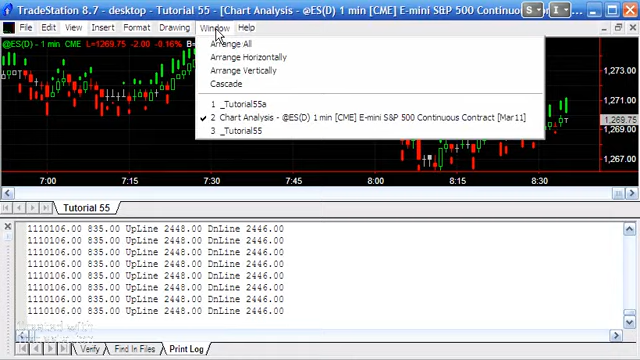 TradeStation 8.7 - desktop - Tutorial 55 - [Chart Analysis - @ES(D) 1 min [CME] E-mini S&P 500 Continuous Contract
S I
File Edit View Insert Format Drawing Window Help
@ES(D) - 1 min [CME] L=1269.75 -2.00 -0.16%
Arrange All
Arrange Horizontally
Arrange Vertically
Cascade
1 _Tutorial55a
2 Chart Analysis - @ES(D) 1 min [CME] E-mini S&P 500 Continuous Contract [Mar11]
3 _Tutorial55
1,273.00
1,271.00
1,269.75
1,267.00
7:00 7:15 7:30 7:45 8:00 8:15 8:30
Tutorial 55
1110106.00 835.00 UpLine 2448.00 DnLine 2446.00
1110106.00 835.00 UpLine 2448.00 DnLine 2446.00
1110106.00 835.00 UpLine 2448.00 DnLine 2446.00
1110106.00 835.00 UpLine 2448.00 DnLine 2446.00
1110106.00 835.00 UpLine 2448.00 DnLine 2446.00
1110106.00 835.00 UpLine 2448.00 DnLine 2446.00
1110106.00 835.00 UpLine 2448.00 DnLine 2446.00
1110106.00 835.00 UpLine 2448.00 DnLine 2446.00
Verify Find In Files Print Log